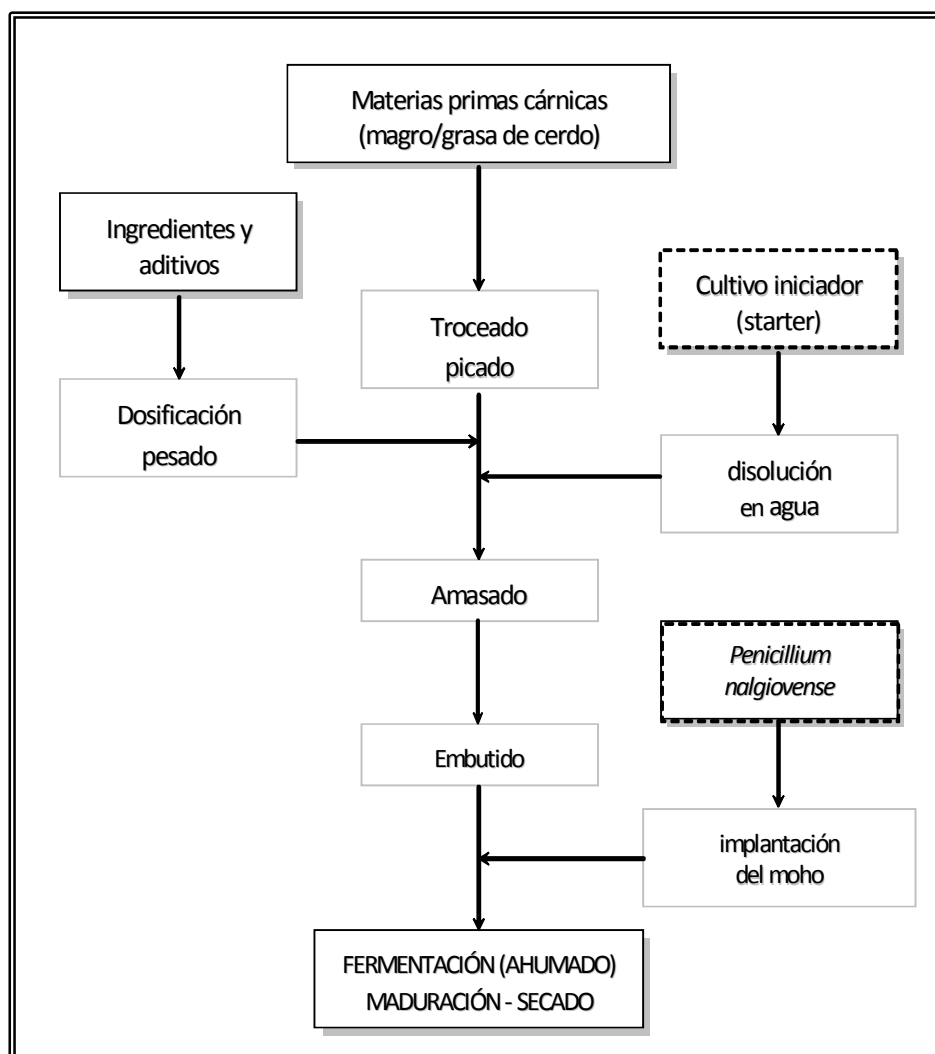 Materias primas cárnicas
(magro/grasa de cerdo)
Ingredientes y
aditivos
Cultivo iniciador
(starter)
Troceado
picado
Dosificación
pesado
disolución
en agua
Amasado
Penicillium
nalgiovense
Embutido
implantación
del moho
FERMENTACIÓN (AHUMADO)
MADURACIÓN - SECADO